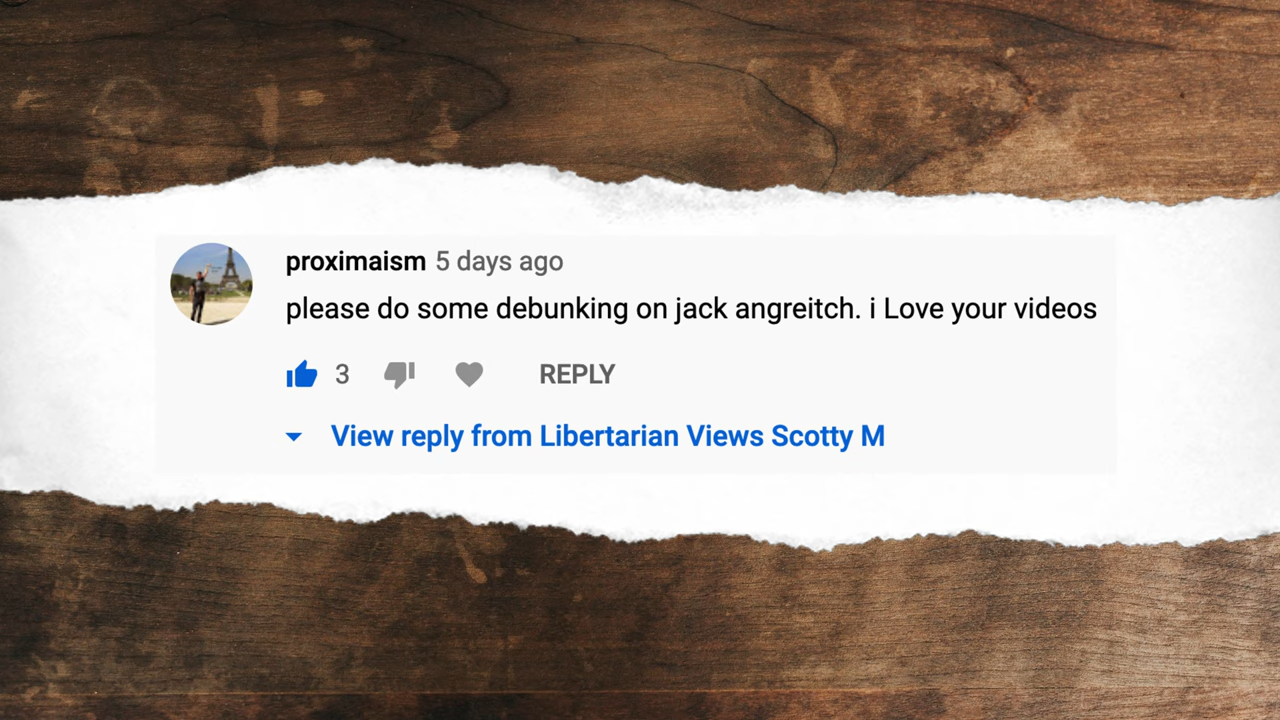 proximaism 5 days ago
please do some debunking on jack angreitch. i Love your videos
3 REPLY
View reply from Libertarian Views Scotty M